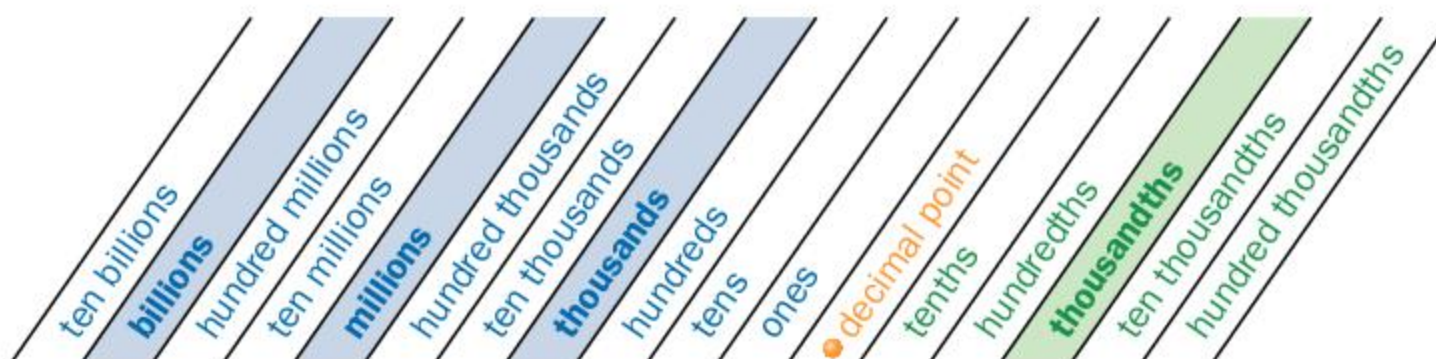 ten billions
billions
hundred millions
ten millions
millions
hundred thousands
ten thousands
thousands
hundreds
tens
ones
decimal point
tenths
hundredths
thousandths
ten thousandths
hundred thousandths